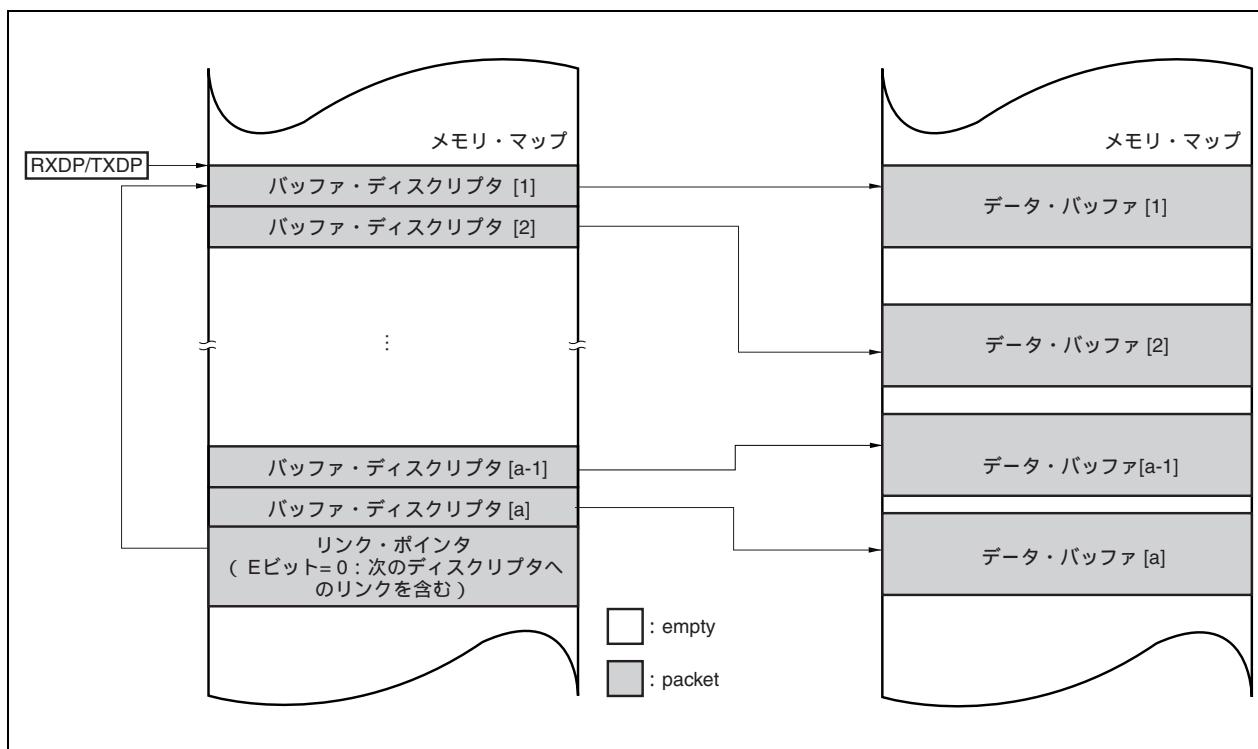 メモリ・マップ
メモリ・マップ
RXDP/TXDP
バッファ・ディスクリプタ [1]
バッファ・ディスクリプタ [2]
⋮
バッファ・ディスクリプタ [a-1]
バッファ・ディスクリプタ [a]
リンク・ポインタ
( Eビット= 0 : 次のディスクリプタへ
のリンクを含む )
データ・バッファ [1]
データ・バッファ [2]
データ・バッファ[a-1]
データ・バッファ [a]
: empty
: packet